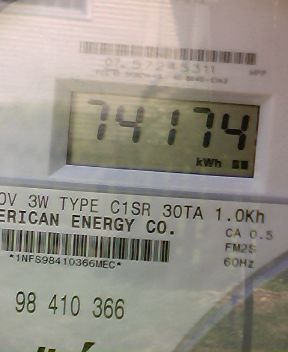 74174
kWh
0V 3W TYPE C1SR 30TA 1.0Kh
ERICAN ENERGY CO.
CA 0.5
FM2S
60Hz
*1NFS98410366MEC*
98 410 366